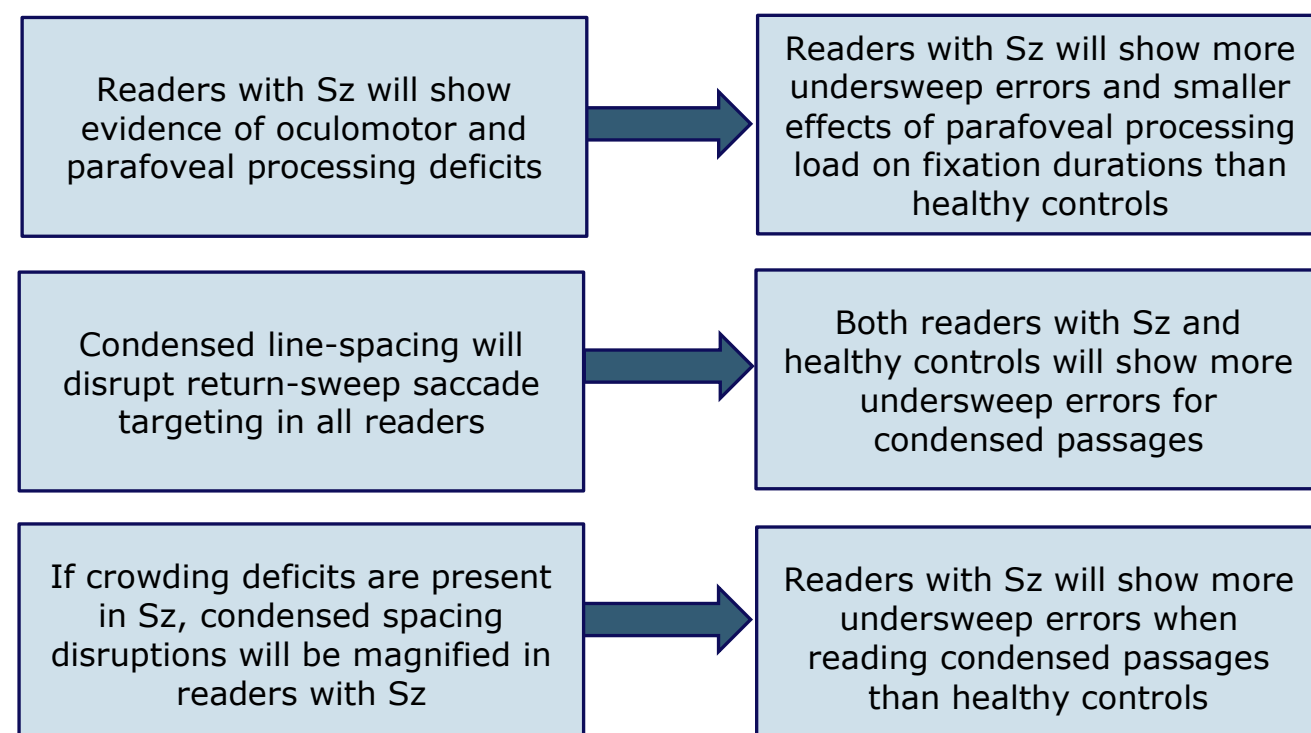 Readers with Sz will show
evidence of oculomotor and
parafoveal processing deficits
Readers with Sz will show more
undersweep errors and smaller
effects of parafoveal processing
load on fixation durations than
healthy controls
Condensed line-spacing will
disrupt return-sweep saccade
targeting in all readers
Both readers with Sz and
healthy controls will show more
undersweep errors for
condensed passages
If crowding deficits are present
in Sz, condensed spacing
disruptions will be magnified in
readers with Sz
Readers with Sz will show more
undersweep errors when
reading condensed passages
than healthy controls